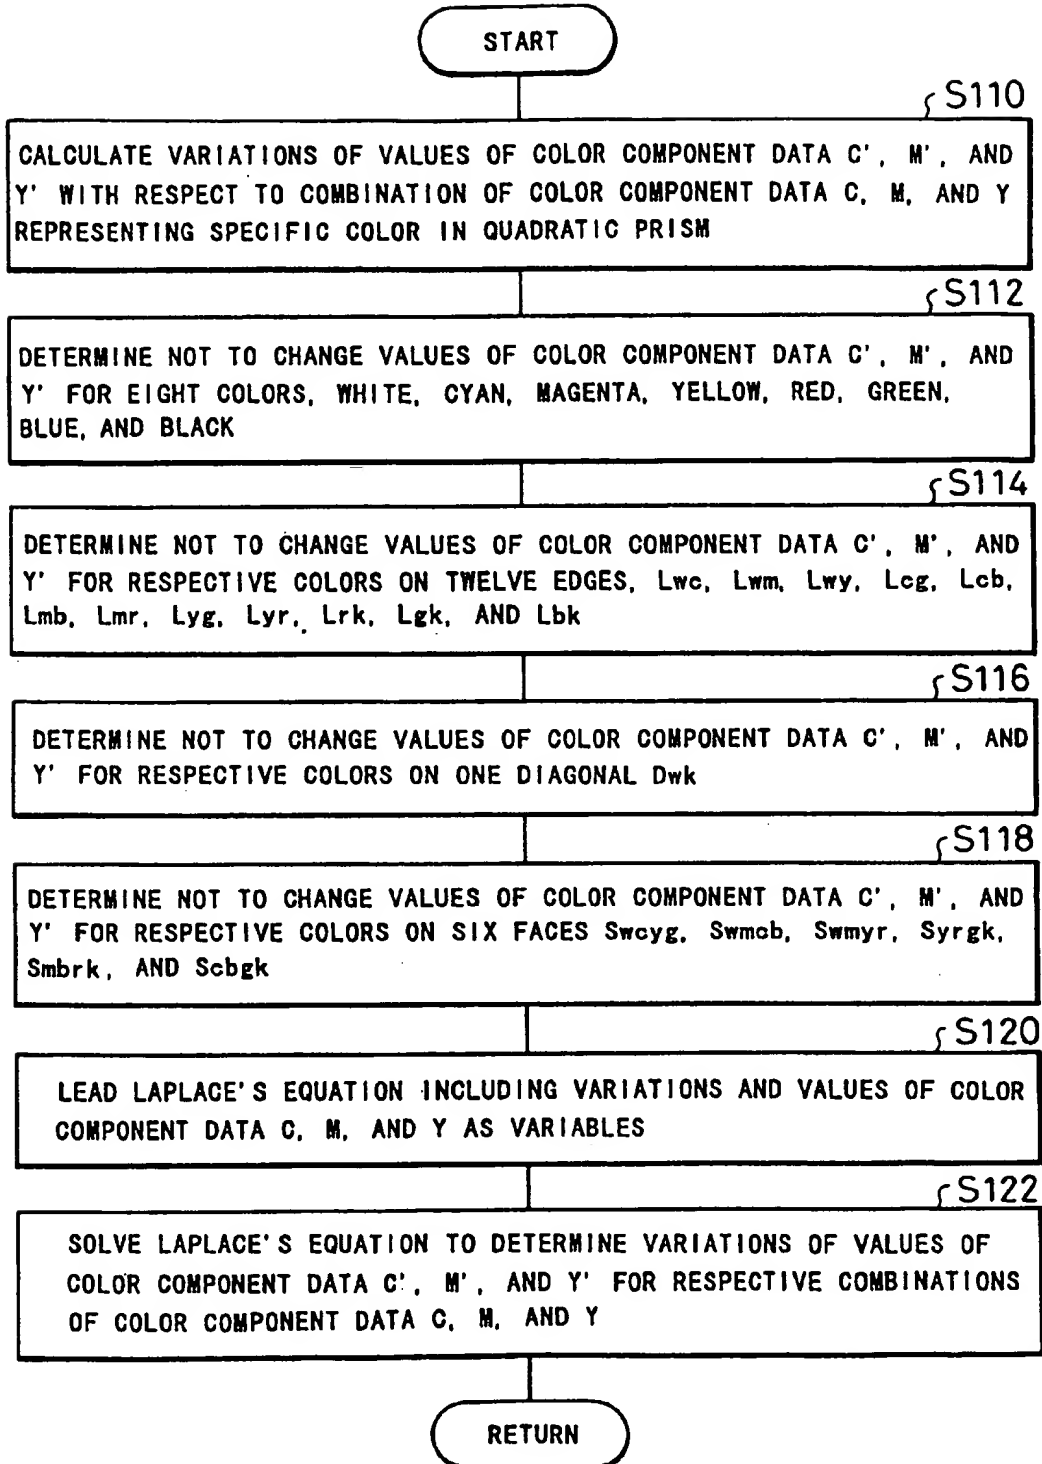 START
S110
CALCULATE VARIATIONS OF VALUES OF COLOR COMPONENT DATA C', M', AND
Y' WITH RESPECT TO COMBINATION OF COLOR COMPONENT DATA C, M, AND Y
REPRESENTING SPECIFIC COLOR IN QUADRATIC PRISM
S112
DETERMINE NOT TO CHANGE VALUES OF COLOR COMPONENT DATA C', M', AND
Y' FOR EIGHT COLORS, WHITE, CYAN, MAGENTA, YELLOW, RED, GREEN,
BLUE, AND BLACK
S114
DETERMINE NOT TO CHANGE VALUES OF COLOR COMPONENT DATA C', M', AND
Y' FOR RESPECTIVE COLORS ON TWELVE EDGES, Lwc, Lwm, Lwy, Lcg, Lcb,
Lmb, Lmr, Lyg, Lyr, Lrk, Lgk, AND Lbk
S116
DETERMINE NOT TO CHANGE VALUES OF COLOR COMPONENT DATA C', M', AND
Y' FOR RESPECTIVE COLORS ON ONE DIAGONAL Dwk
S118
DETERMINE NOT TO CHANGE VALUES OF COLOR COMPONENT DATA C', M', AND
Y' FOR RESPECTIVE COLORS ON SIX FACES Swcyg, Swmcb, Swmyr, Syrgk,
Smbrk, AND Scbgk
S120
LEAD LAPLACE'S EQUATION INCLUDING VARIATIONS AND VALUES OF COLOR
COMPONENT DATA C, M, AND Y AS VARIABLES
S122
SOLVE LAPLACE'S EQUATION TO DETERMINE VARIATIONS OF VALUES OF
COLOR COMPONENT DATA C', M', AND Y' FOR RESPECTIVE COMBINATIONS
OF COLOR COMPONENT DATA C, M, AND Y
RETURN